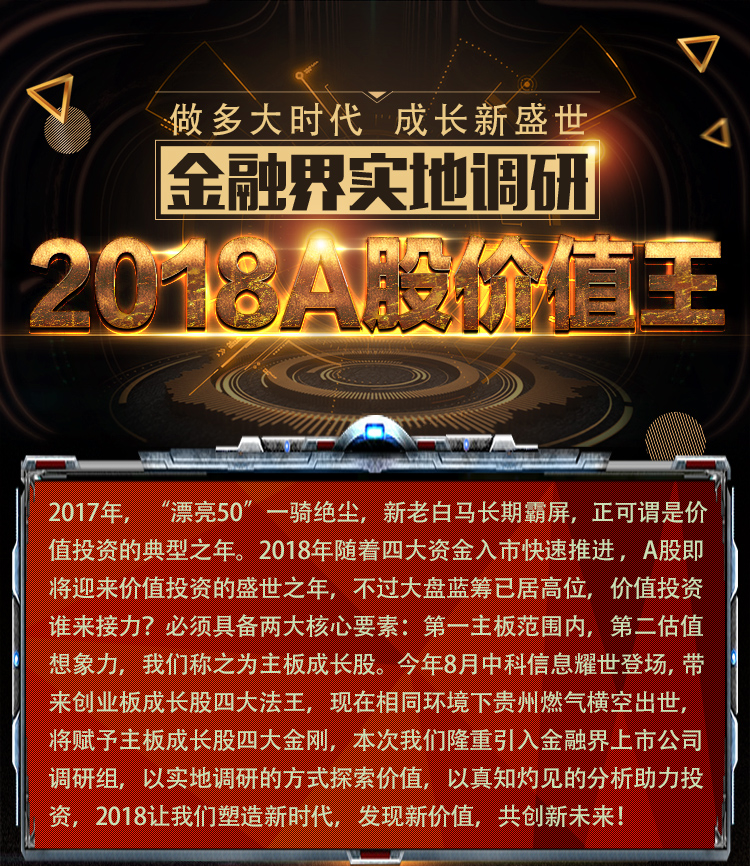 做多大时代 成长新盛世
金融界实地调研
2018A股价值王
2017年，“漂亮50”一骑绝尘，新老白马长期霸屏，正可谓是价
值投资的典型之年。2018年随着四大资金入市快速推进，A股即
将迎来价值投资的盛世之年，不过大盘蓝筹已居高位，价值投资
谁来接力？必须具备两大核心要素：第一主板范围内，第二估值
想象力，我们称之为主板成长股。今年8月中科信息耀世登场，带
来创业板成长股四大法王，现在相同环境下贵州燃气横空出世，
将赋予主板成长股四大金刚，本次我们隆重引入金融界上市公司
调研组，以实地调研的方式探索价值，以真知灼见的分析助力投
资，2018让我们塑造新时代，发现新价值，共创新未来！